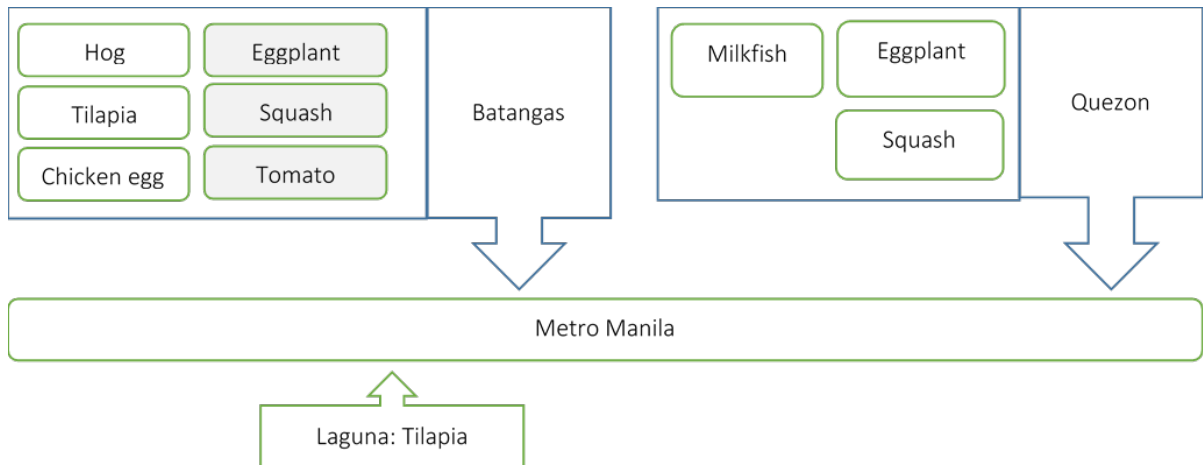 Hog
Eggplant
Tilapia
Squash
Chicken egg
Tomato
Batangas
Milkfish
Eggplant
Squash
Quezon
Metro Manila
Laguna: Tilapia